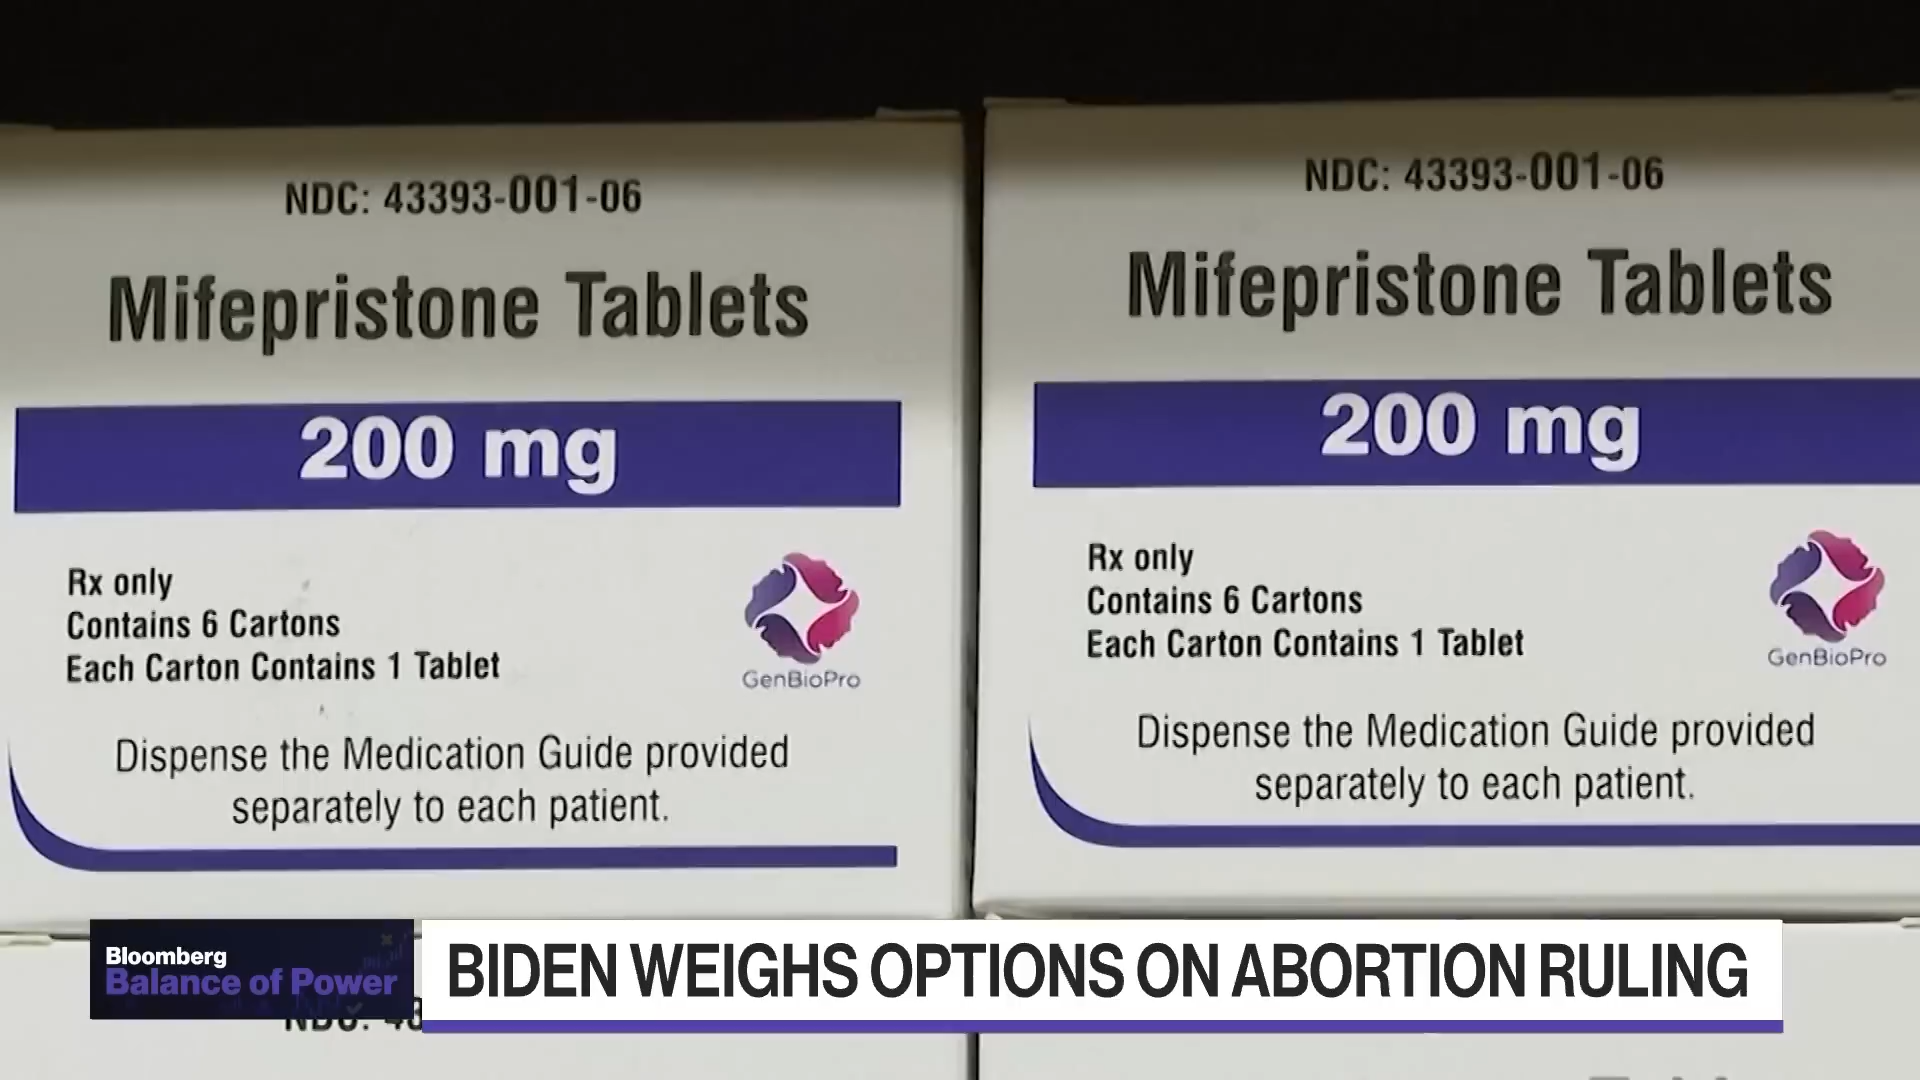 NDC: 43393-001-06
Mifepristone Tablets
200 mg
Rx only
Contains 6 Cartons
Each Carton Contains 1 Tablet
GenBioPro
Dispense the Medication Guide provided
separately to each patient.
NDC: 43393-001-06
Mifepristone Tablets
200 mg
Rx only
Contains 6 Cartons
Each Carton Contains 1 Tablet
GenBioPro
Dispense the Medication Guide provided
separately to each patient.
Bloomberg
Balance of Power
BIDEN WEIGHS OPTIONS ON ABORTION RULING
NDC: 43